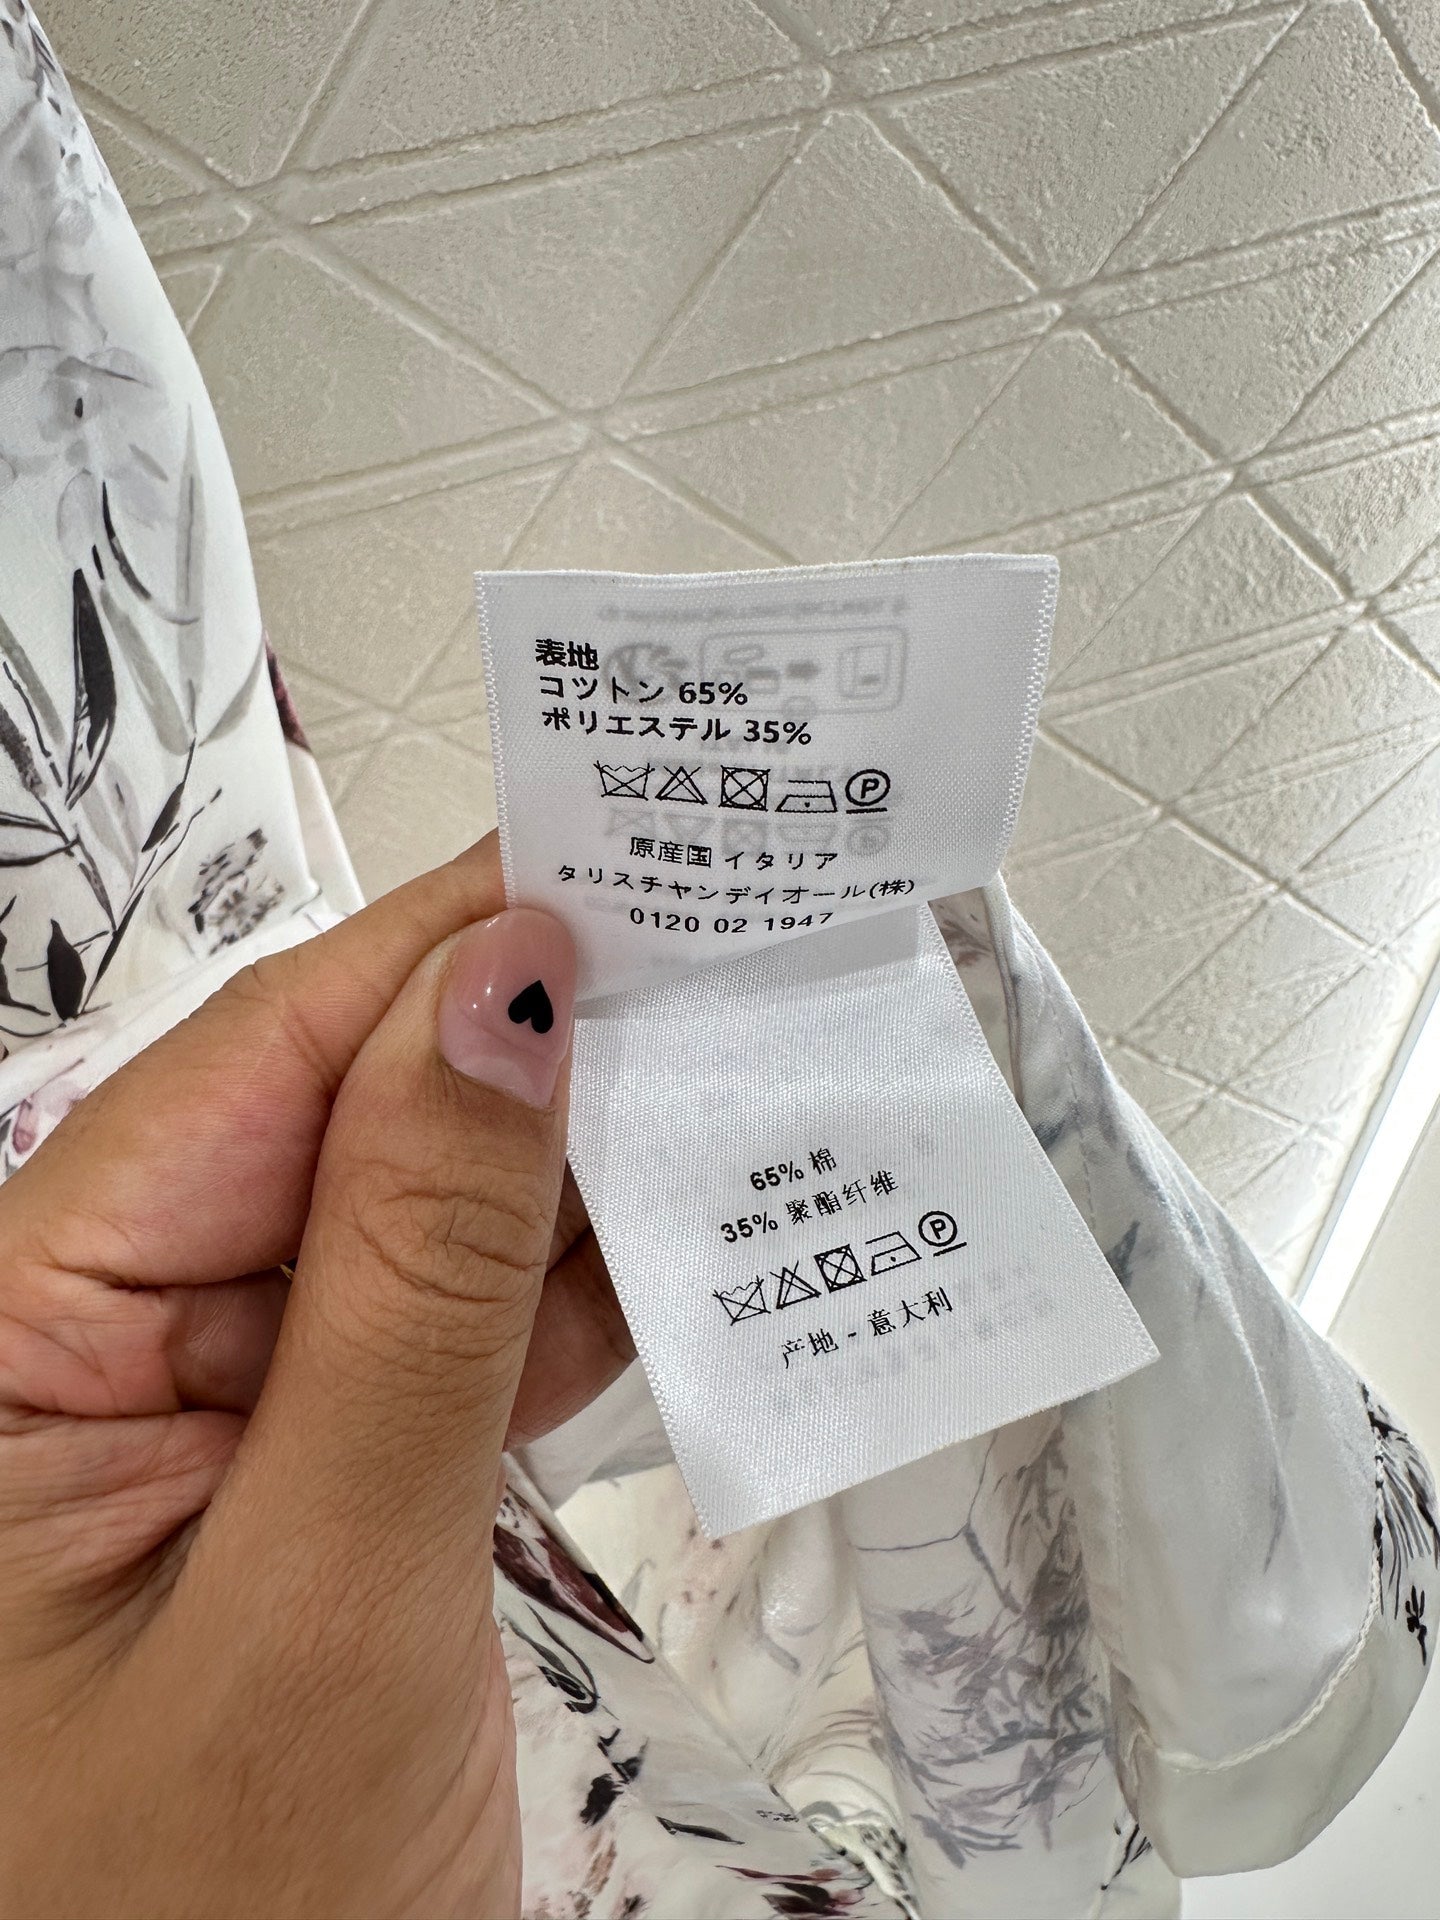 表地
コットン 65%
ポリエステル 35%
P
原産国 イタリア
タリスチャンディオール(株)
0120 02 1947
65% 棉
35% 聚酯纤维
P
产地 - 意大利